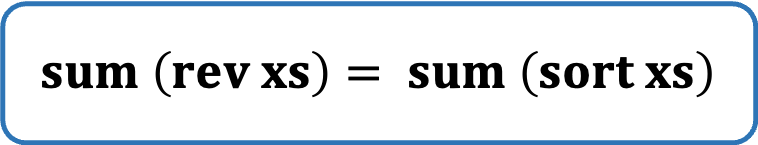 sum (rev xs) = sum (sort xs)